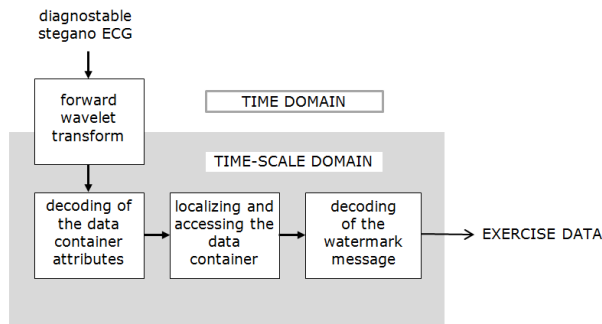 diagnostable
stegano ECG
forward
wavelet
transform
TIME DOMAIN
TIME-SCALE DOMAIN
decoding of
the data
container
attributes
localizing and
accessing the
data
container
decoding
of the
watermark
message
EXERCISE DATA